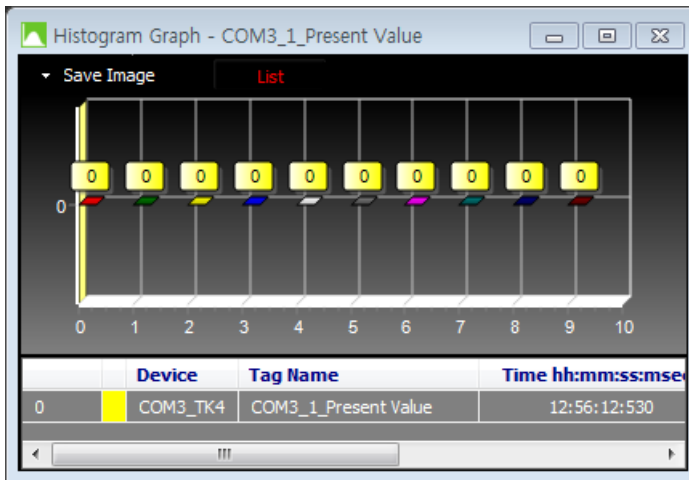 Histogram Graph - COM3_1_Present Value
Save Image List
0 0 0 0 0 0 0 0 0 0
0
0 1 2 3 4 5 6 7 8 9 10
Device Tag Name Time hh:mm:ss:msec
0 COM3_TK4 COM3_1_Present Value 12:56:12:530